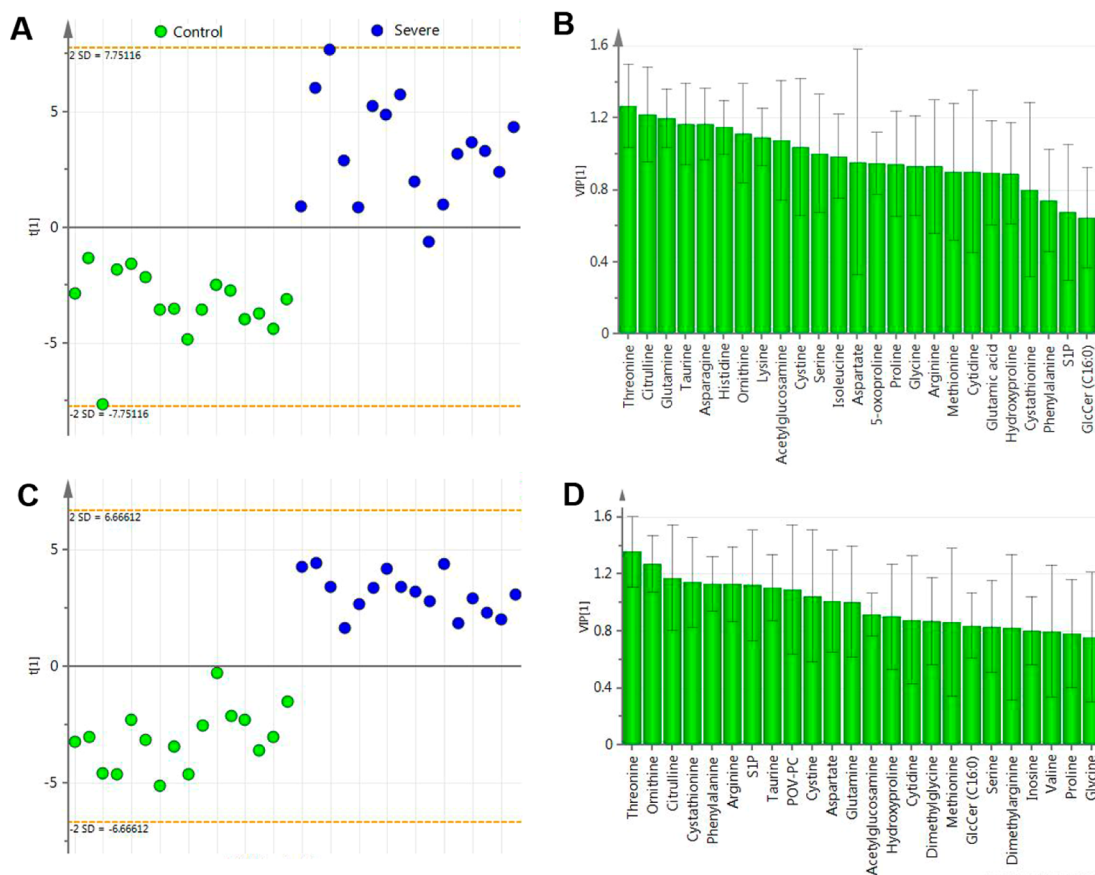 A
Control
Severe
2 SD = 7.75116
5
0
-5
-2 SD = -7.75116
t[1]
B
1.6
1.2
0.8
0.4
0
VIP[1]
Threonine
Citrulline
Glutamine
Taurine
Asparagine
Histidine
Ornithine
Lysine
Acetylglucosamine
Cystine
Serine
Isoleucine
Aspartate
5-oxoproline
Proline
Glycine
Arginine
Methionine
Cytidine
Glutamic acid
Hydroxyproline
Cystathionine
Phenylalanine
S1P
GlcCer (C16:0)
C
2 SD = 6.66612
5
0
-5
-2 SD = -6.66612
t[1]
D
1.6
1.2
0.8
0.4
0
VIP[1]
Threonine
Ornithine
Citrulline
Cystathionine
Phenylalanine
Arginine
S1P
Taurine
POV-PC
Cystine
Aspartate
Glutamine
Acetylglucosamine
Hydroxyproline
Cytidine
Dimethylglycine
Methionine
GlcCer (C16:0)
Serine
Dimethylarginine
Inosine
Valine
Proline
Glycine